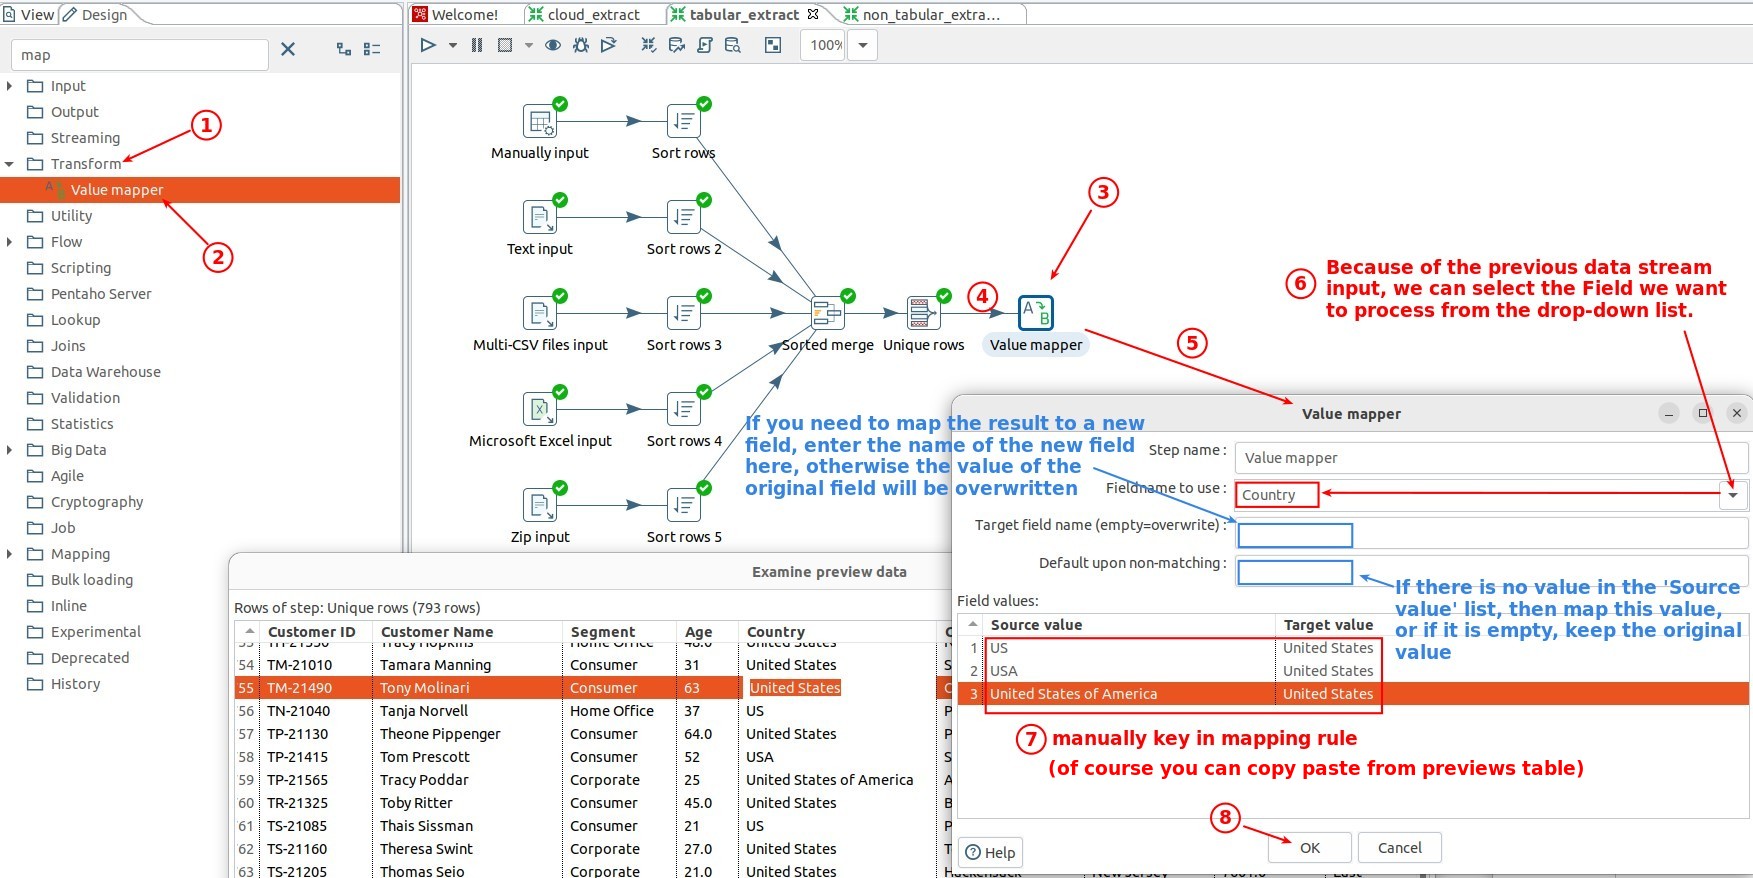 View
Design
Welcome!
cloud_extract
tabular_extract
non_tabular_extra...
map
100%
Input
Output
Streaming
Transform
Value mapper
Utility
Flow
Scripting
Pentaho Server
Lookup
Joins
Data Warehouse
Validation
Statistics
Big Data
Agile
Cryptography
Job
Mapping
Bulk loading
Inline
Experimental
Deprecated
History
1
2
Manually input
Sort rows
Text input
Sort rows 2
Multi-CSV files input
Sort rows 3
Sorted merge
Unique rows
Value mapper
Microsoft Excel input
Sort rows 4
Zip input
Sort rows 5
3
4
5
6
Because of the previous data stream
input, we can select the Field we want
to process from the drop-down list.
If you need to map the result to a new
field, enter the name of the new field
here, otherwise the value of the
original field will be overwritten
Value mapper
Step name :
Value mapper
Fieldname to use :
Country
Target field name (empty=overwrite) :
Default upon non-matching :
If there is no value in the 'Source
value' list, then map this value,
or if it is empty, keep the original
value
Field values:
Source value Target value
1 US United States
2 USA United States
3 United States of America United States
7 manually key in mapping rule
(of course you can copy paste from previews table)
8
Help
OK
Cancel
Examine preview data
Rows of step: Unique rows (793 rows)
Customer ID Customer Name Segment Age Country
Tracy Hopkins Home Office 48.0 United States
54 TM-21010 Tamara Manning Consumer 31 United States S
55 TM-21490 Tony Molinari Consumer 63 United States
56 TN-21040 Tanja Norvell Home Office 37 US P
57 TP-21130 Theone Pippenger Consumer 64.0 United States P
58 TP-21415 Tom Prescott Consumer 52 USA S
59 TP-21565 Tracy Poddar Corporate 25 United States of America A
60 TR-21325 Toby Ritter Consumer 45.0 United States B
61 TS-21085 Thais Sissman Consumer 21 US P
62 TS-21160 Theresa Swint Corporate 27.0 United States T
63 TS-21205 Thomas Seio Corporate 21.0 United States Hackensack New Jersey 7601.0 East